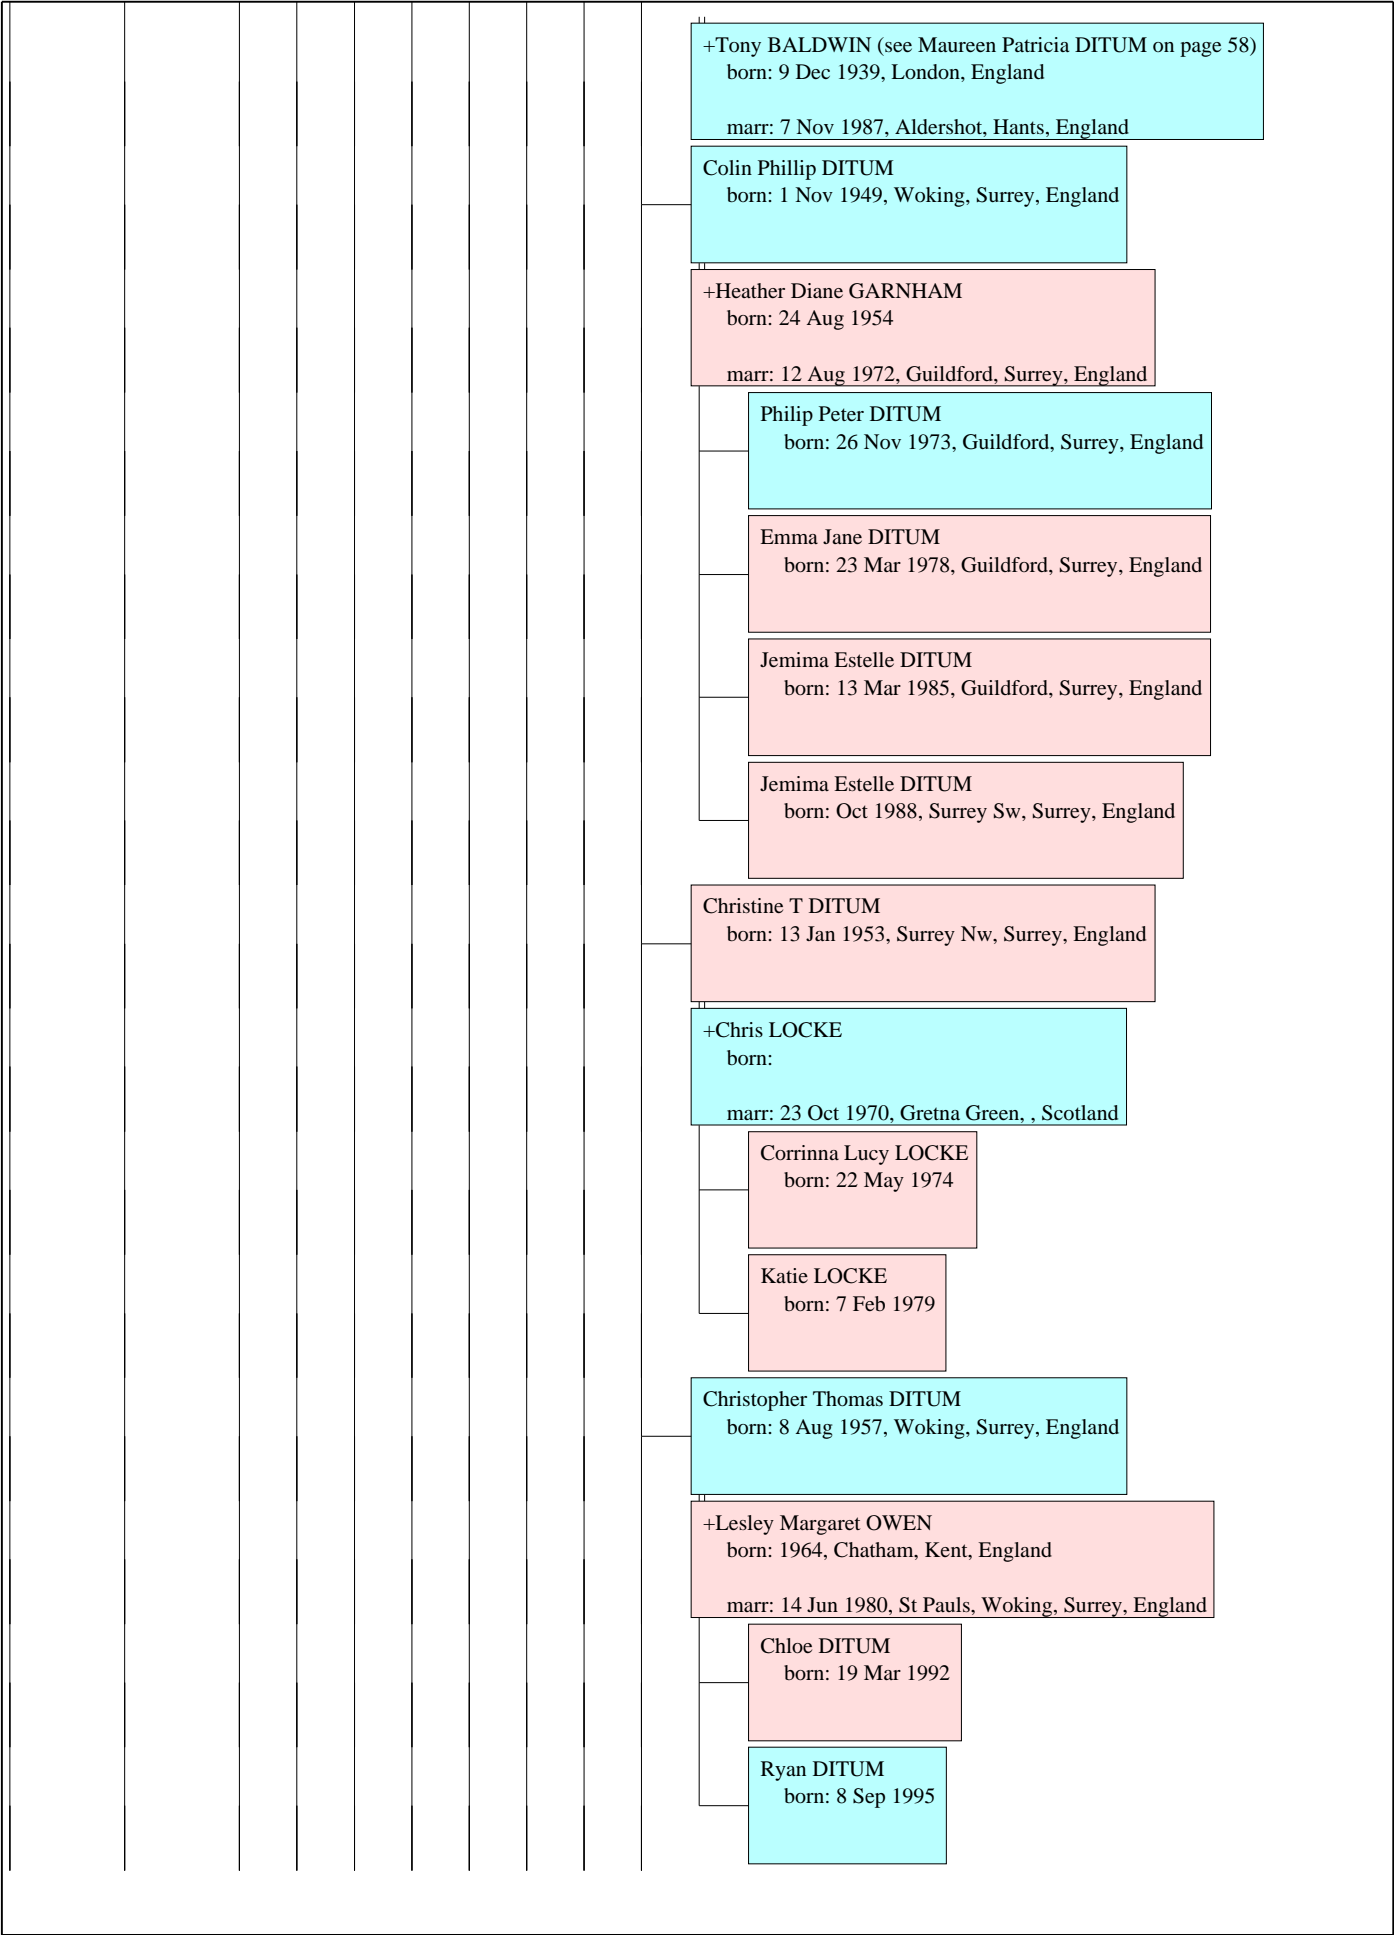 +Tony BALDWIN (see Maureen Patricia DITUM on page 58)
born: 9 Dec 1939, London, England
marr: 7 Nov 1987, Aldershot, Hants, England
Colin Phillip DITUM
born: 1 Nov 1949, Woking, Surrey, England
+Heather Diane GARNHAM
born: 24 Aug 1954
marr: 12 Aug 1972, Guildford, Surrey, England
Philip Peter DITUM
born: 26 Nov 1973, Guildford, Surrey, England
Emma Jane DITUM
born: 23 Mar 1978, Guildford, Surrey, England
Jemima Estelle DITUM
born: 13 Mar 1985, Guildford, Surrey, England
Jemima Estelle DITUM
born: Oct 1988, Surrey Sw, Surrey, England
Christine T DITUM
born: 13 Jan 1953, Surrey Nw, Surrey, England
+Chris LOCKE
born:
marr: 23 Oct 1970, Gretna Green, , Scotland
Corrinna Lucy LOCKE
born: 22 May 1974
Katie LOCKE
born: 7 Feb 1979
Christopher Thomas DITUM
born: 8 Aug 1957, Woking, Surrey, England
+Lesley Margaret OWEN
born: 1964, Chatham, Kent, England
marr: 14 Jun 1980, St Pauls, Woking, Surrey, England
Chloe DITUM
born: 19 Mar 1992
Ryan DITUM
born: 8 Sep 1995